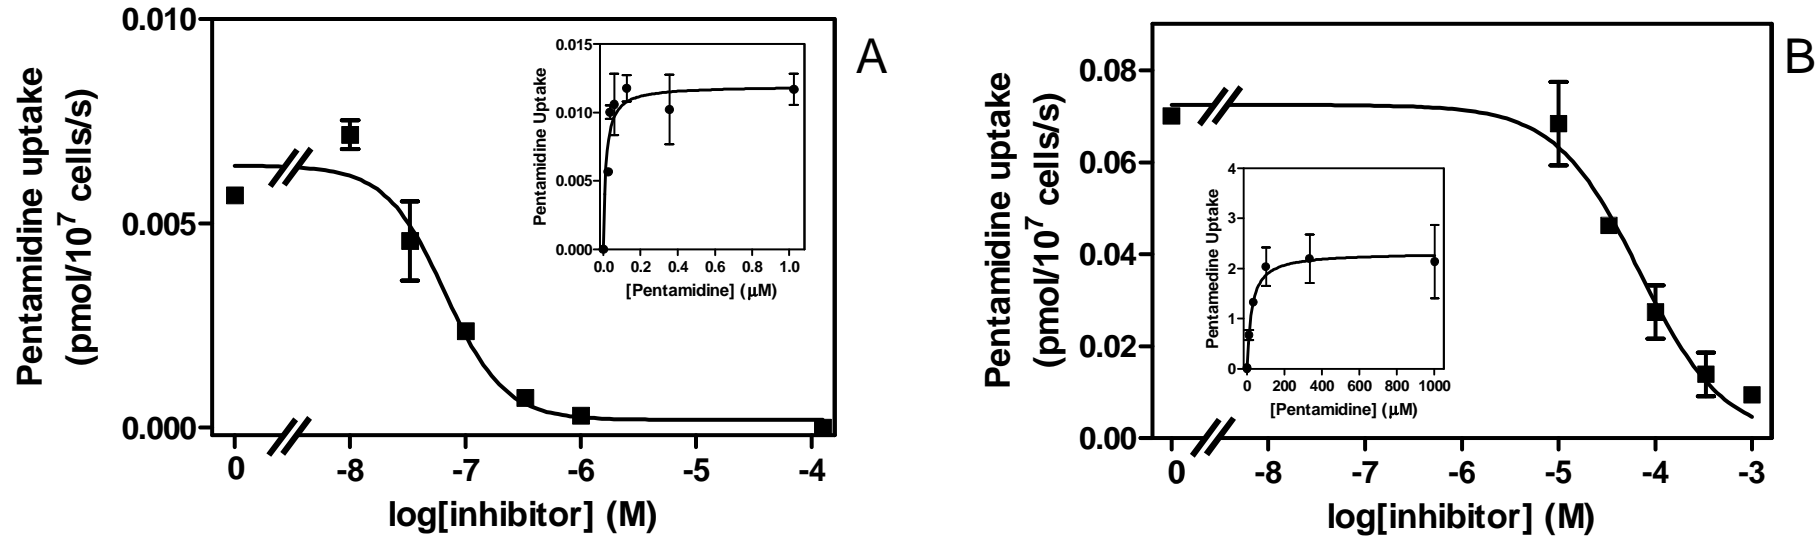 0.010
0.005
0.000
Pentamidine uptake
(pmol/10⁷ cells/s)
0 -8 -7 -6 -5 -4
log[inhibitor] (M)
0.015
0.010
0.005
0.000
Pentamidine Uptake
0.0 0.2 0.4 0.6 0.8 1.0
[Pentamidine] (μM)
A
0.08
0.06
0.04
0.02
0.00
Pentamidine uptake
(pmol/10⁷ cells/s)
0 -8 -7 -6 -5 -4 -3
log[inhibitor] (M)
4
3
2
1
0
Pentamedine Uptake
0 200 400 600 800 1000
[Pentamidine] (μM)
B